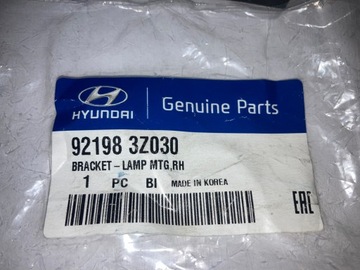 HYUNDAI
Genuine Parts
92198 3Z030
BRACKET-LAMP MTG,RH
1 PC BI MADE IN KOREA
EAC